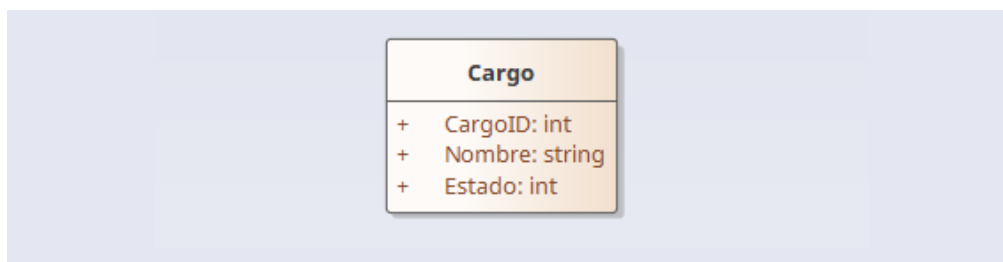 Cargo
+ CargoID: int
+ Nombre: string
+ Estado: int